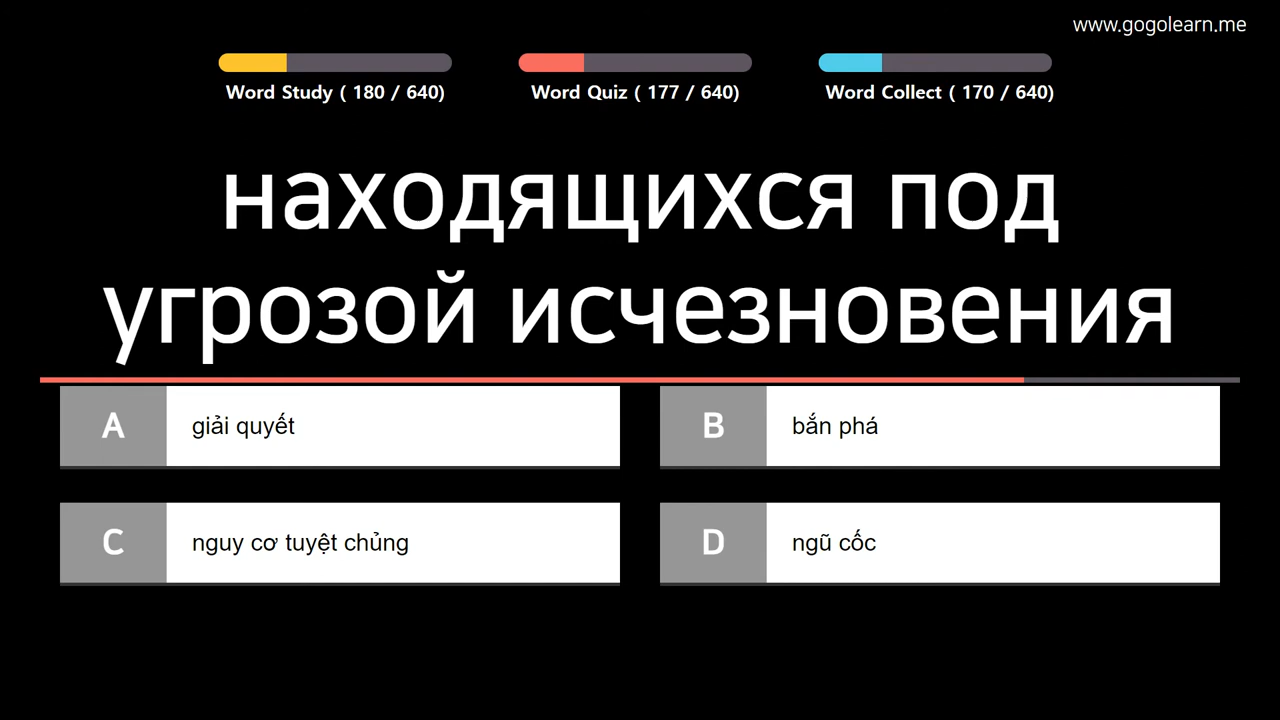 www.gogolearn.me
Word Study ( 180 / 640)
Word Quiz ( 177 / 640)
Word Collect ( 170 / 640)
находящихся под
угрозой исчезновения
A giải quyết
B bắn phá
C nguy cơ tuyệt chủng
D ngũ cốc